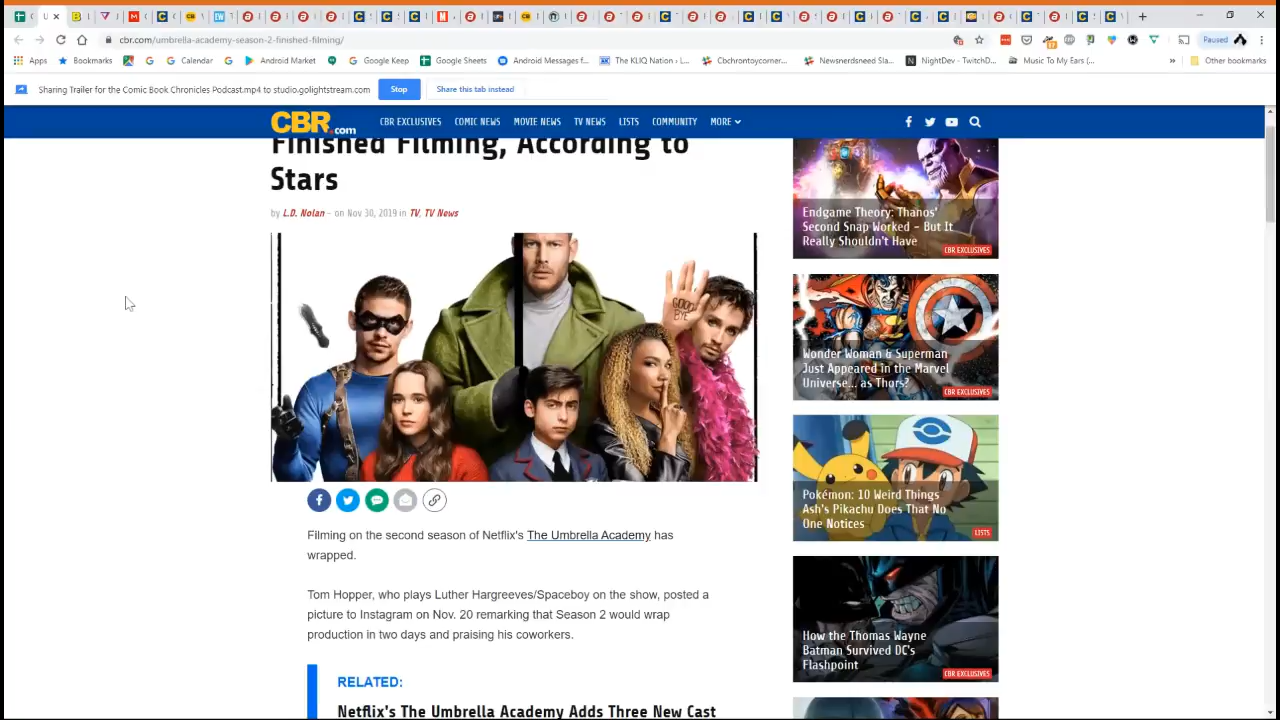 U
cbr.com/umbrella-academy-season-2-finished-filming/
Paused
Apps
Bookmarks
Calendar
Android Market
Google Keep
Google Sheets
Android Messages f...
The KLIQ Nation › L...
Cbchrontoycorner...
Newsnerdsneed Sla...
NightDev - TwitchD...
Music To My Ears (...
»
Other bookmarks
Sharing Trailer for the Comic Book Chronicles Podcast.mp4 to studio.golightstream.com
Stop
Share this tab instead
CBR.com
CBR EXCLUSIVES
COMIC NEWS
MOVIE NEWS
TV NEWS
LISTS
COMMUNITY
MORE
Finished Filming, According to
Stars
by L.D. Nolan – on Nov 30, 2019 in TV, TV News
GOOD
BYE
Filming on the second season of Netflix's The Umbrella Academy has
wrapped.
Tom Hopper, who plays Luther Hargreeves/Spaceboy on the show, posted a
picture to Instagram on Nov. 20 remarking that Season 2 would wrap
production in two days and praising his coworkers.
RELATED:
Netflix's The Umbrella Academy Adds Three New Cast
Endgame Theory: Thanos'
Second Snap Worked – But It
Really Shouldn't Have
CBR EXCLUSIVES
Wonder Woman & Superman
Just Appeared in the Marvel
Universe... as Thors?
CBR EXCLUSIVES
Pokémon: 10 Weird Things
Ash's Pikachu Does That No
One Notices
LISTS
How the Thomas Wayne
Batman Survived DC's
Flashpoint
CBR EXCLUSIVES